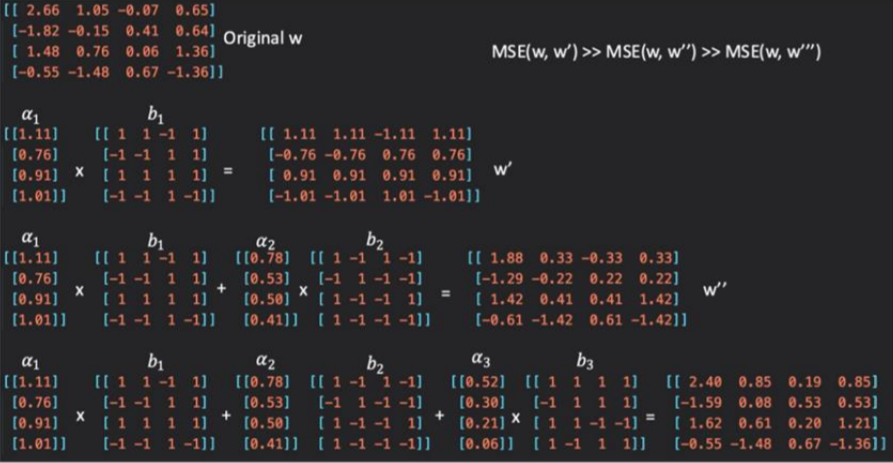 [[ 2.66 1.05 -0.07 0.65]
[-1.82 -0.15 0.41 0.64]
[ 1.48 0.76 0.06 1.36]
[-0.55 -1.48 0.67 -1.36]]
Original w
MSE(w, w') >> MSE(w, w'') >> MSE(w, w''')
α₁ b₁
[[1.11] [[ 1 1 -1 1] [[ 1.11 1.11 -1.11 1.11]
[0.76] [-1 -1 1 1] [-0.76 -0.76 0.76 0.76]
[0.91] x [ 1 1 1 1] = [ 0.91 0.91 0.91 0.91] w'
[1.01]] [-1 -1 1 -1]] [-1.01 -1.01 1.01 -1.01]]
α₁ b₁ α₂ b₂
[[1.11] [[ 1 1 -1 1] [[0.78] [[ 1 -1 1 -1] [[ 1.88 0.33 -0.33 0.33]
[0.76] [-1 -1 1 1] [0.53] [-1 1 -1 -1] [-1.29 -0.22 0.22 0.22]
[0.91] x [ 1 1 1 1] + [0.50] x [ 1 -1 -1 1] = [ 1.42 0.41 0.41 1.42] w''
[1.01]] [-1 -1 1 -1]] [0.41]] [ 1 -1 -1 -1]] [-0.61 -1.42 0.61 -1.42]]
α₁ b₁ α₂ b₂ α₃ b₃
[[1.11] [[ 1 1 -1 1] [[0.78] [[ 1 -1 1 -1] [[0.52] [[ 1 1 1 1] [[ 2.40 0.85 0.19 0.85]
[0.76] [-1 -1 1 1] [0.53] [-1 1 -1 -1] [0.30] [-1 1 1 1] [-1.59 0.08 0.53 0.53]
[0.91] x [ 1 1 1 1] + [0.50] x [ 1 -1 -1 1] + [0.21] x [ 1 1 -1 -1] = [ 1.62 0.61 0.20 1.21]
[1.01]] [-1 -1 1 -1]] [0.41]] [ 1 -1 -1 -1]] [0.06]] [ 1 -1 1 1]] [-0.55 -1.48 0.67 -1.36]]